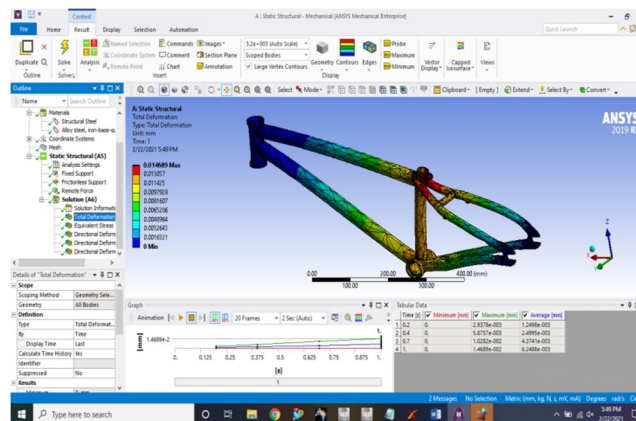 Context
A : Static Structural - Mechanical [ANSYS Mechanical Enterprise]
File Home Result Display Selection Automation
Quick Launch
Duplicate Q
Outline
Solve
Solve
Analysis
Named Selection
Coordinate System
Remote Point
Commands
Comment
Chart
Images
Section Plane
Annotation
Insert
3.2e+003 (Auto Scale)
Scoped Bodies
Large Vertex Contours
Geometry Contours Edges
Probe
Maximum
Minimum
Display
Vector Display
Capped Isosurface
Views
Outline
Name Search Outline
Select Mode
Clipboard [ Empty ] Extend Select By Convert
Materials
Structural Steel
Alloy steel, iron-base-su
Coordinate Systems
Mesh
Static Structural (A5)
Analysis Settings
Fixed Support
Frictionless Support
Remote Force
Solution (A6)
Solution Informati
Total Deformation
Equivalent Stress
Directional Deform
Directional Deform
Directional Deform
A: Static Structural
Total Deformation
Type: Total Deformation
Unit: mm
Time: 1
2/22/2021 5:49 PM
0.014689 Max
0.013057
0.011425
0.0097928
0.0081607
0.0065286
0.0048964
0.0032643
0.0016321
0 Min
ANSYS
2019 R
Z
X
0.00 200.00 400.00 (mm)
100.00 300.00
Details of "Total Deformation"
Scope
Scoping Method Geometry Sele...
Geometry All Bodies
Definition
Type Total Deformat...
By Time
Display Time Last
Calculate Time History Yes
Identifier
Suppressed No
Results
Minimum 0. mm
Graph
Animation 20 Frames 2 Sec (Auto)
1.4689e-2
[mm]
0.
0. 0.125 0.25 0.375 0.5 0.625 0.75 0.875 1.
[s]
1
Tabular Data
Time [s] Minimum [mm] Maximum [mm] Average [mm]
1 0.2 0. 2.9378e-003 1.2498e-003
2 0.4 0. 5.8757e-003 2.4995e-003
3 0.7 0. 1.0282e-002 4.3741e-003
4 1. 0. 1.4689e-002 6.2488e-003
2 Messages No Selection Metric (mm, kg, N, s, mV, mA) Degrees rad/s
Type here to search
5:49 PM
2/22/2021